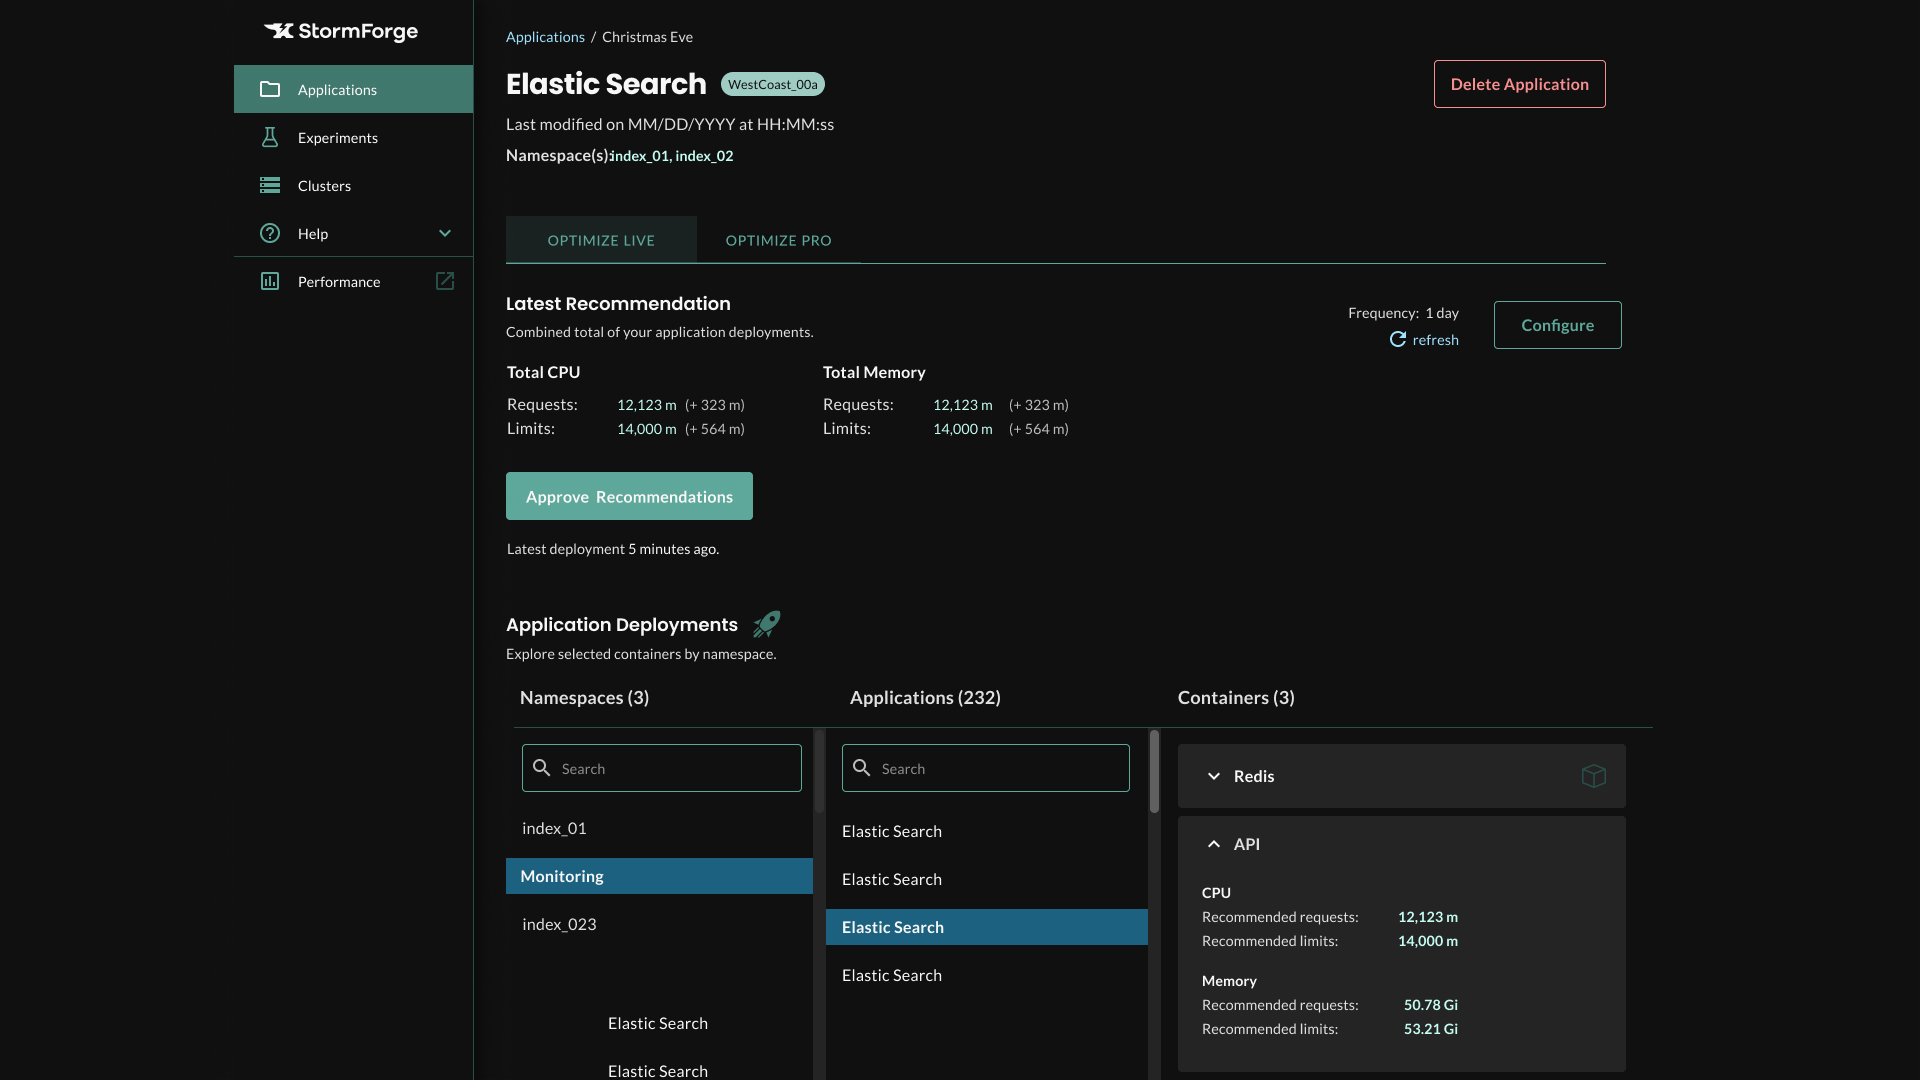 StormForge
Applications
Experiments
Clusters
Help
Performance
Applications / Christmas Eve
Elastic Search WestCoast_00a
Delete Application
Last modified on MM/DD/YYYY at HH:MM:ss
Namespace(s): index_01, index_02
OPTIMIZE LIVE OPTIMIZE PRO
Latest Recommendation
Combined total of your application deployments.
Frequency: 1 day
refresh
Configure
Total CPU
Requests: 12,123 m (+ 323 m)
Limits: 14,000 m (+ 564 m)
Total Memory
Requests: 12,123 m (+ 323 m)
Limits: 14,000 m (+ 564 m)
Approve Recommendations
Latest deployment 5 minutes ago.
Application Deployments
Explore selected containers by namespace.
Namespaces (3)
Search
index_01
Monitoring
index_023
Elastic Search
Elastic Search
Applications (232)
Search
Elastic Search
Elastic Search
Elastic Search
Elastic Search
Containers (3)
Redis
API
CPU
Recommended requests: 12,123 m
Recommended limits: 14,000 m
Memory
Recommended requests: 50.78 Gi
Recommended limits: 53.21 Gi